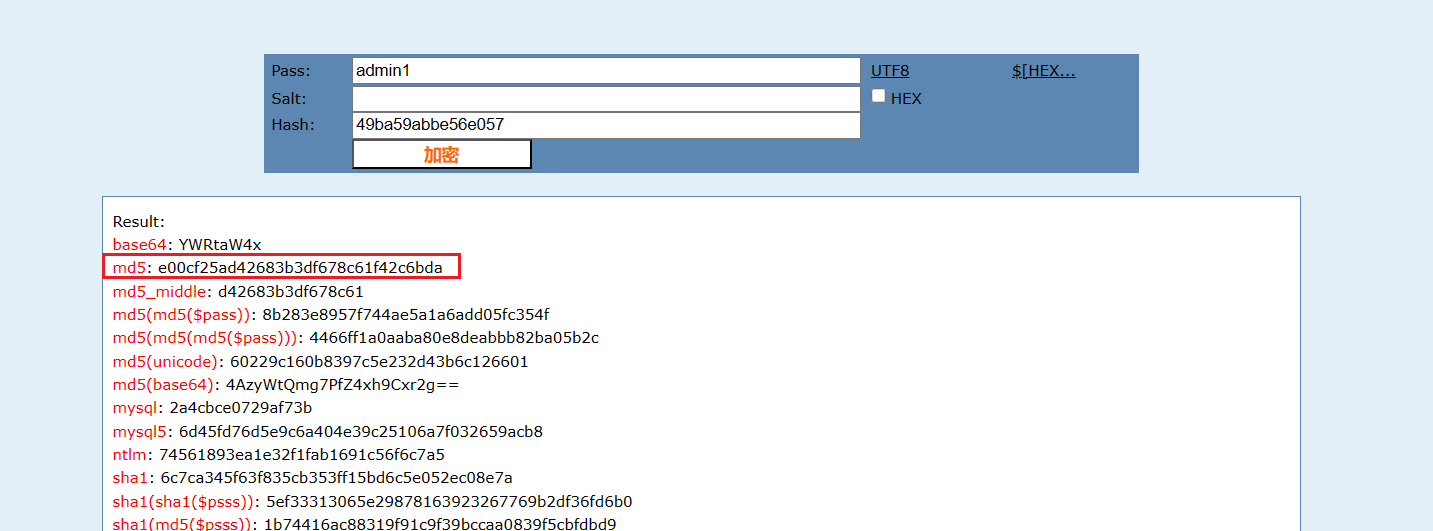 Pass: admin1 UTF8 $[HEX...
Salt: HEX
Hash: 49ba59abbe56e057
加密
Result:
base64: YWRtaW4x
md5: e00cf25ad42683b3df678c61f42c6bda
md5_middle: d42683b3df678c61
md5(md5($pass)): 8b283e8957f744ae5a1a6add05fc354f
md5(md5(md5($pass))): 4466ff1a0aaba80e8deabbb82ba05b2c
md5(unicode): 60229c160b8397c5e232d43b6c126601
md5(base64): 4AzyWtQmg7PfZ4xh9Cxr2g==
mysql: 2a4cbce0729af73b
mysql5: 6d45fd76d5e9c6a404e39c25106a7f032659acb8
ntlm: 74561893ea1e32f1fab1691c56f6c7a5
sha1: 6c7ca345f63f835cb353ff15bd6c5e052ec08e7a
sha1(sha1($psss)): 5ef33313065e29878163923267769b2df36fd6b0
sha1(md5($psss)): 1b74416ac88319f91c9f39bccaa0839f5cbfdbd9